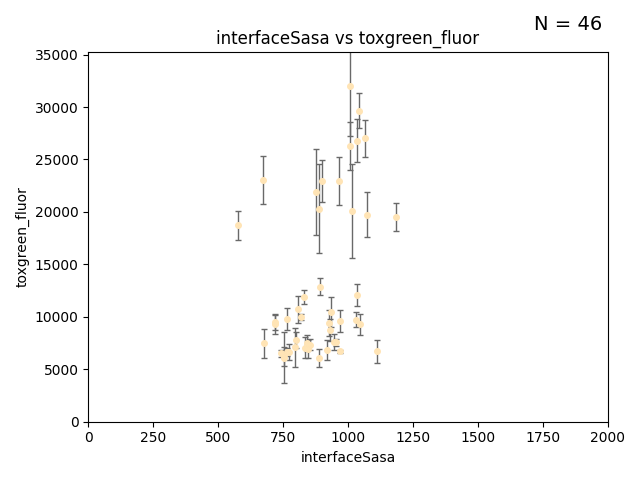 N = 46
interfaceSasa vs toxgreen_fluor
35000
30000
25000
20000
15000
10000
5000
0
toxgreen_fluor
0 250 500 750 1000 1250 1500 1750 2000
interfaceSasa